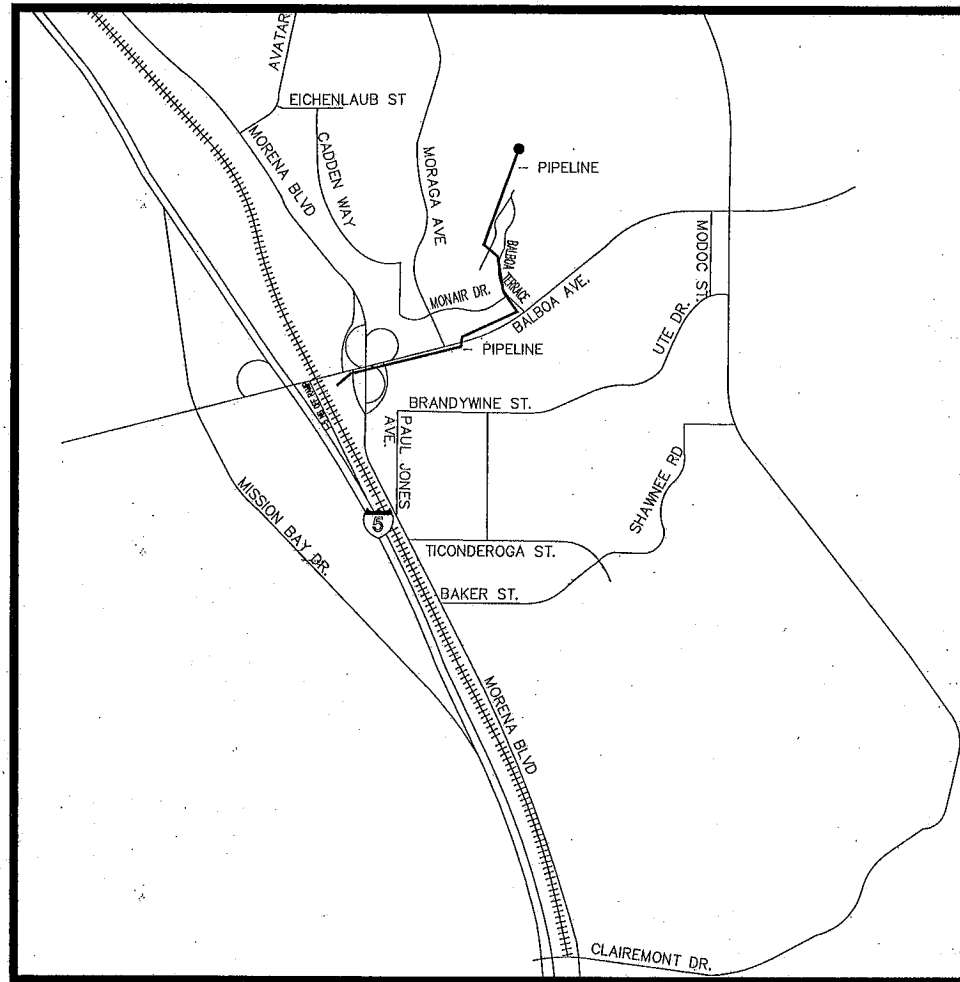 AVATAR
EICHENLAUB ST
MORENA BLVD
CADDEN WAY
MORAGA AVE
-- PIPELINE
BALBOA TERRACE
MONAIR DR.
BALBOA AVE.
MODOC ST.
UTE DR.
-- PIPELINE
BRANDYWINE ST.
PAUL JONES
AVE.
SHAWNEE RD
MISSION BAY DR.
5
TICONDEROGA ST.
BAKER ST.
MORENA BLVD
CLAIREMONT DR.